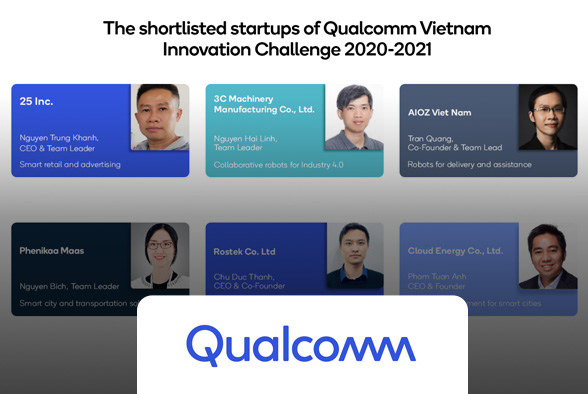 The shortlisted startups of Qualcomm Vietnam
Innovation Challenge 2020-2021
25 Inc.
Nguyen Trung Khanh,
CEO & Team Leader
Smart retail and advertising
3C Machinery
Manufacturing Co., Ltd.
Nguyen Hai Linh,
Team Leader
Collaborative robots for Industry 4.0
AIOZ Viet Nam
Tran Quang,
Co-Founder & Team Lead
Robots for delivery and assistance
Phenikaa Maas
Nguyen Bich, Team Leader
Smart city and transportation
Rostek Co. Ltd
Chu Duc Thanh,
CEO & Co-Founder
Cloud Energy Co., Ltd.
Pham Tuan Anh
CEO & Founder
for smart cities
Qualcomm